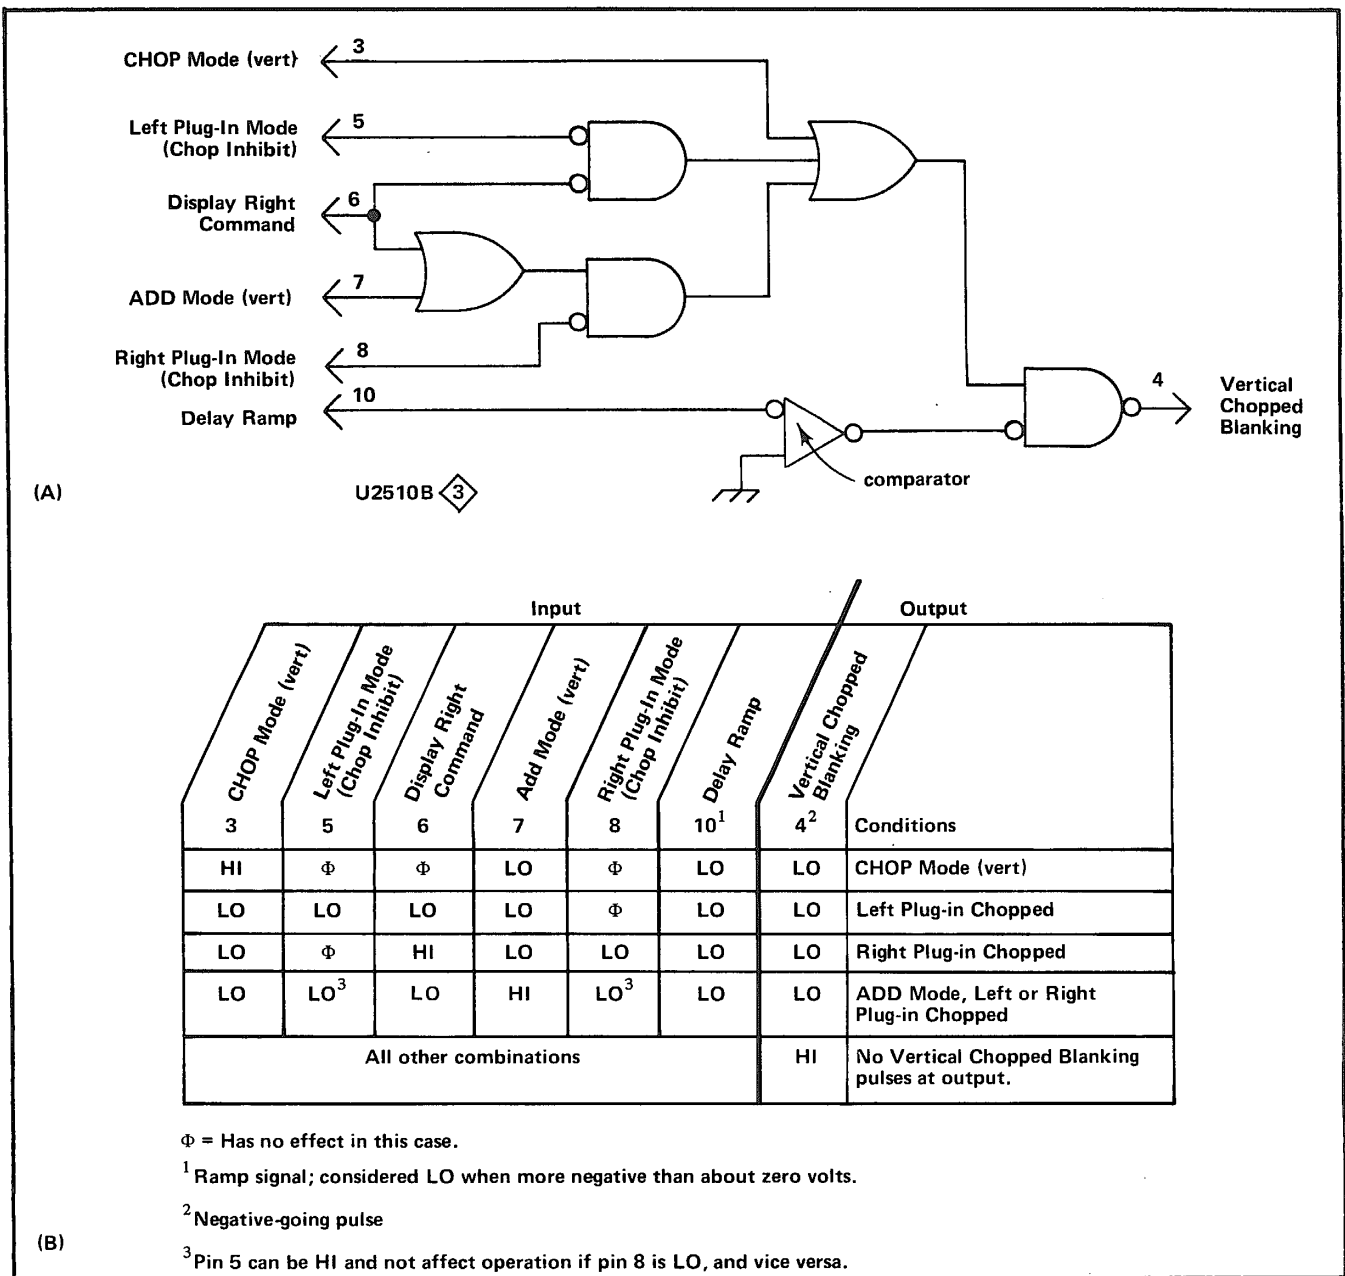 CHOP Mode (vert)
3
Left Plug-In Mode
(Chop Inhibit)
5
Display Right
Command
6
ADD Mode (vert)
7
Right Plug-In Mode
(Chop Inhibit)
8
Delay Ramp
10
4
Vertical
Chopped
Blanking
comparator
(A)
U2510B 3
Input
Output
CHOP Mode (vert)
Left Plug-In Mode
(Chop Inhibit)
Display Right
Command
Add Mode (vert)
Right Plug-In Mode
(Chop Inhibit)
Delay Ramp
Vertical Chopped
Blanking
3 5 6 7 8 10¹ 4² Conditions
HI Φ Φ LO Φ LO LO CHOP Mode (vert)
LO LO LO LO Φ LO LO Left Plug-in Chopped
LO Φ HI LO LO LO LO Right Plug-in Chopped
LO LO³ LO HI LO³ LO LO ADD Mode, Left or Right
Plug-in Chopped
All other combinations HI No Vertical Chopped Blanking
pulses at output.
Φ = Has no effect in this case.
¹ Ramp signal; considered LO when more negative than about zero volts.
² Negative-going pulse
(B)
³ Pin 5 can be HI and not affect operation if pin 8 is LO, and vice versa.